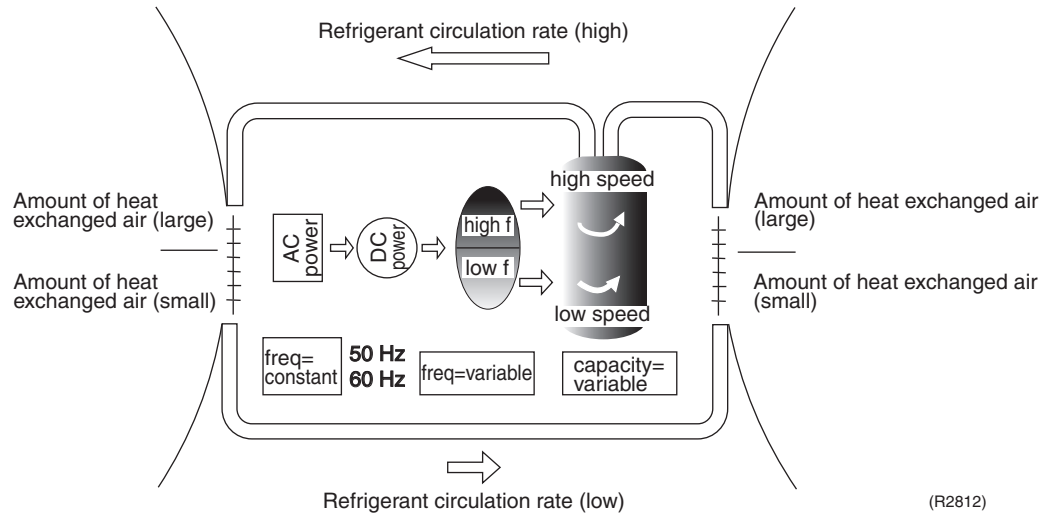 Refrigerant circulation rate (high)
high speed
Amount of heat
exchanged air (large)
Amount of heat exchanged air
(large)
AC
power
DC
power
high f
low f
Amount of heat
exchanged air (small)
Amount of heat exchanged air
(small)
low speed
freq=
constant
50 Hz
60 Hz
freq=variable
capacity=
variable
Refrigerant circulation rate (low)
(R2812)